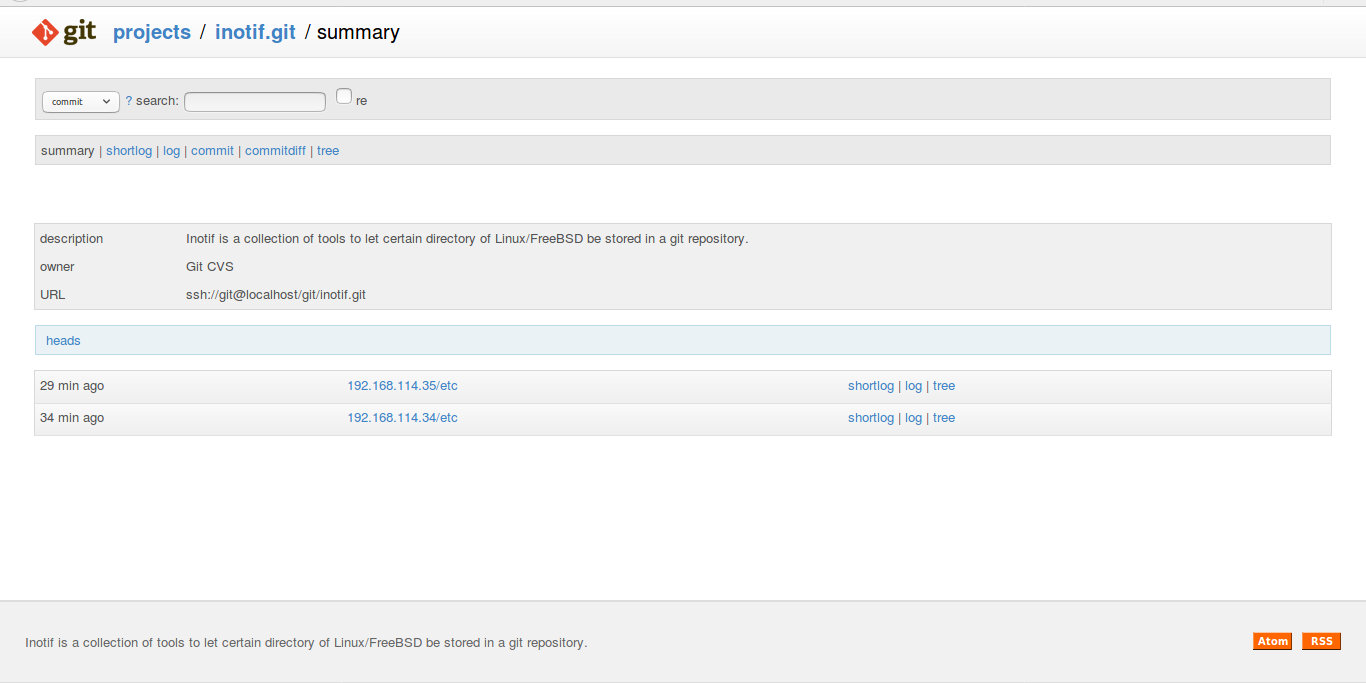 git projects / inotif.git / summary
commit ? search: re
summary | shortlog | log | commit | commitdiff | tree
description Inotif is a collection of tools to let certain directory of Linux/FreeBSD be stored in a git repository.
owner Git CVS
URL ssh://git@localhost/git/inotif.git
heads
29 min ago 192.168.114.35/etc shortlog | log | tree
34 min ago 192.168.114.34/etc shortlog | log | tree
Inotif is a collection of tools to let certain directory of Linux/FreeBSD be stored in a git repository. Atom RSS